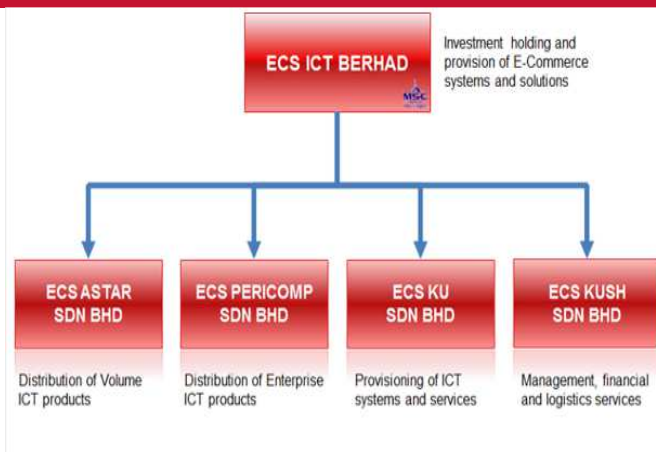 ECS ICT BERHAD
MSC
Investment holding and
provision of E-Commerce
systems and solutions
ECS ASTAR
SDN BHD
Distribution of Volume
ICT products
ECS PERICOMP
SDN BHD
Distribution of Enterprise
ICT products
ECS KU
SDN BHD
Provisioning of ICT
systems and services
ECS KUSH
SDN BHD
Management, financial
and logistics services